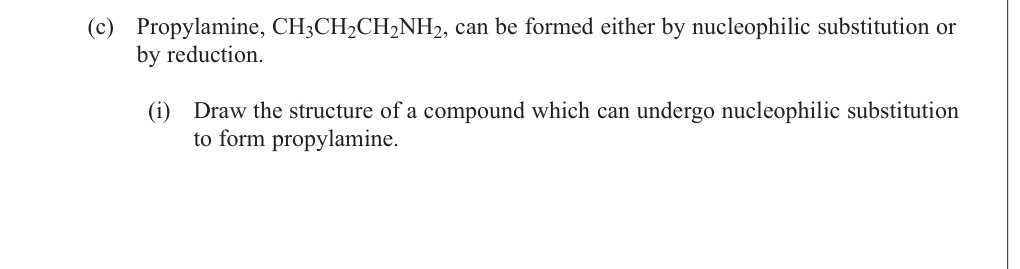 (c) Propylamine, CH₃CH₂CH₂NH₂, can be formed either by nucleophilic substitution or
by reduction.
(i) Draw the structure of a compound which can undergo nucleophilic substitution
to form propylamine.